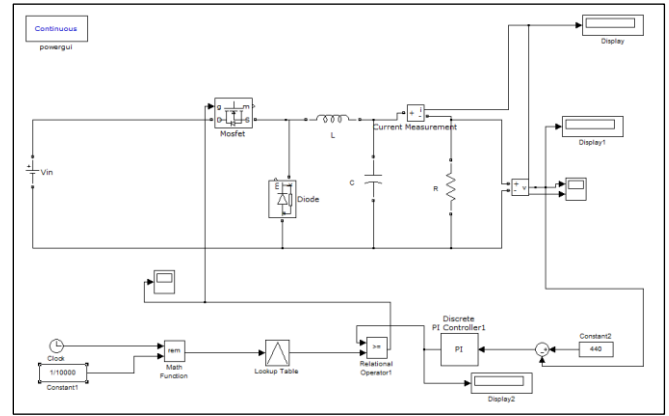 Continuous
powergui
Display
g
m
D
S
Mosfet
+
-
i
Current Measurement
L
Display1
Vin
E
Diode
C
R
+
-
v
Discrete
PI Controller1
PI
Constant2
440
Clock
rem
Math
Function
Lookup Table
>=
Relational
Operator1
1/10000
Constant1
Display2